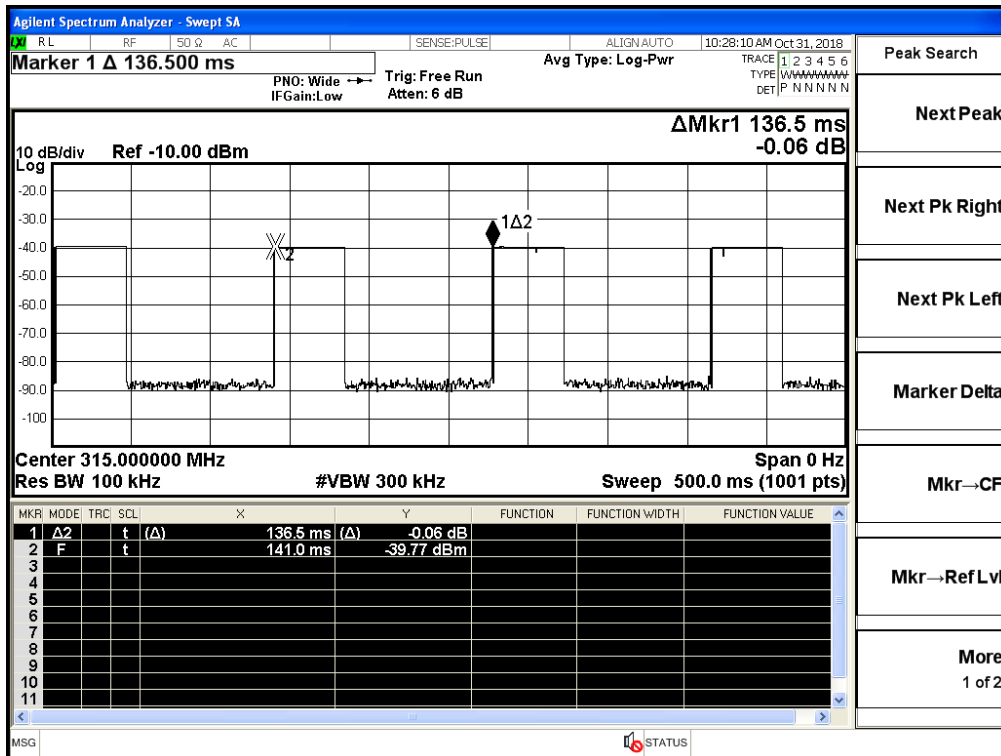 Agilent Spectrum Analyzer - Swept SA
LXI RL RF 50 Ω AC SENSE:PULSE ALIGNAUTO 10:28:10 AM Oct 31, 2018
Marker 1 Δ 136.500 ms
PNO: Wide
IFGain:Low
Trig: Free Run
Atten: 6 dB
Avg Type: Log-Pwr
TRACE 1 2 3 4 5 6
TYPE
DET P N N N N N
ΔMkr1 136.5 ms
-0.06 dB
10 dB/div Ref -10.00 dBm
Log
-20.0
-30.0
1Δ2
-40.0
2
-50.0
-60.0
-70.0
-80.0
-90.0
-100
Center 315.000000 MHz Span 0 Hz
Res BW 100 kHz #VBW 300 kHz Sweep 500.0 ms (1001 pts)
MKR MODE TRC SCL X Y FUNCTION FUNCTION WIDTH FUNCTION VALUE
1 Δ2 t (Δ) 136.5 ms (Δ) -0.06 dB
2 F t 141.0 ms -39.77 dBm
3
4
5
6
7
8
9
10
11
MSG STATUS
Peak Search
Next Peak
Next Pk Right
Next Pk Left
Marker Delta
Mkr→CF
Mkr→Ref Lvl
More
1 of 2